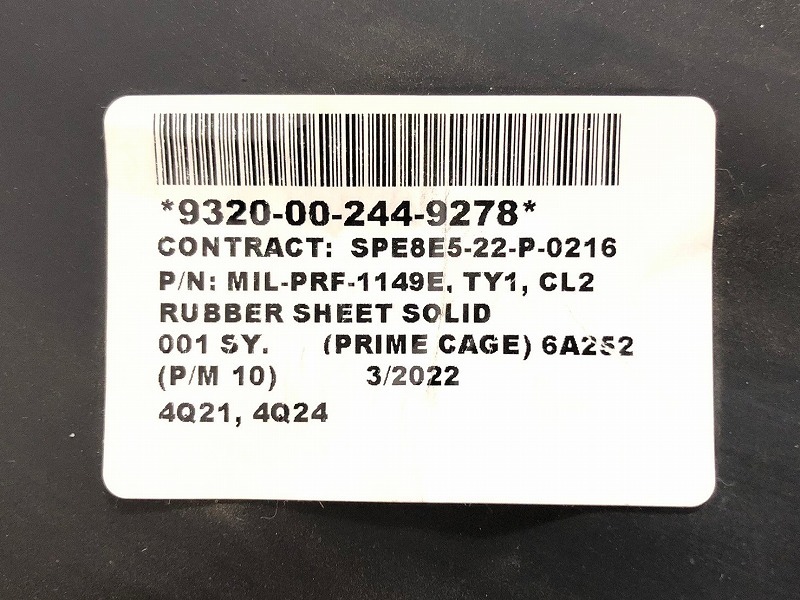 *9320-00-244-9278*
CONTRACT: SPE8E5-22-P-0216
P/N: MIL-PRF-1149E, TY1, CL2
RUBBER SHEET SOLID
001 SY. (PRIME CAGE) 6A252
(P/M 10) 3/2022
4Q21, 4Q24